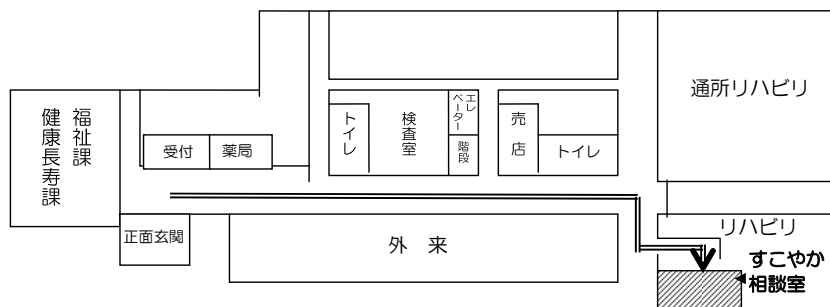 通所リハビリ
福祉課
健康長寿課
受付
薬局
トイレ
検査室
エレベーター
階段
売店
トイレ
正面玄関
外来
リハビリ
すこやか
相談室